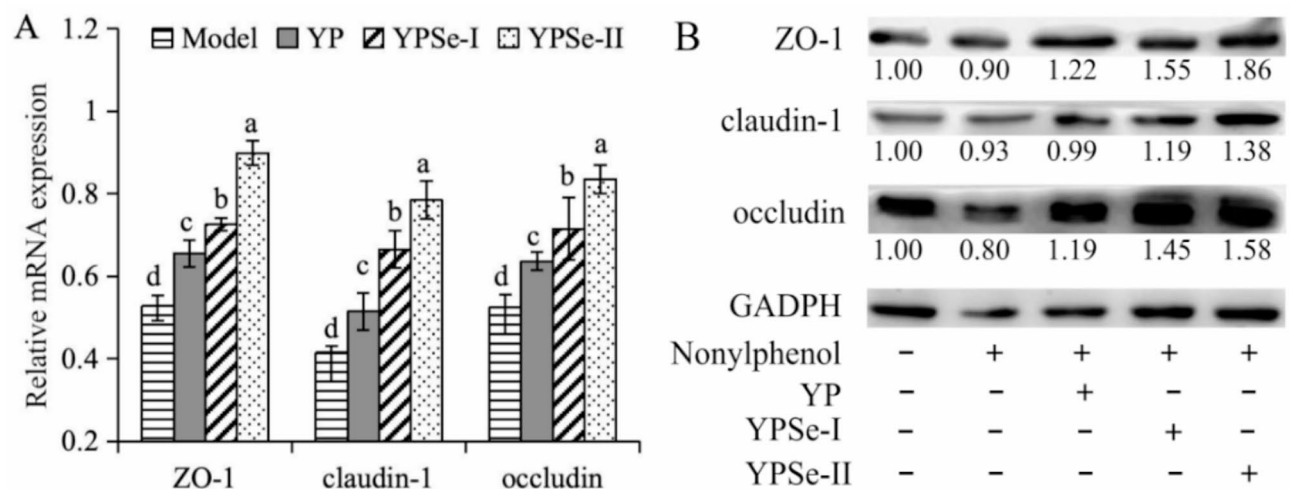 A
Model YP YPSe-I YPSe-II
Relative mRNA expression
1.2
1
0.8
0.6
0.4
0.2
d c b a
d c b a
d c b a
ZO-1 claudin-1 occludin
B
ZO-1
1.00 0.90 1.22 1.55 1.86
claudin-1
1.00 0.93 0.99 1.19 1.38
occludin
1.00 0.80 1.19 1.45 1.58
GADPH
Nonylphenol – + + + +
YP – – + – –
YPSe-I – – – + –
YPSe-II – – – – +